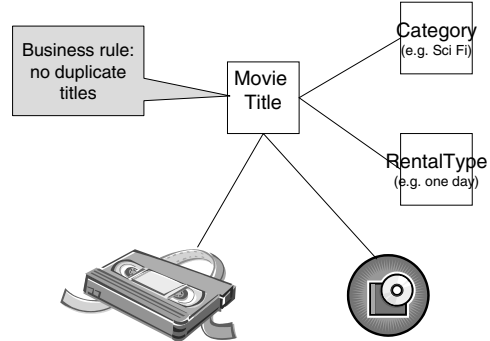 Business rule:
no duplicate
titles
Movie
Title
Category
(e.g. Sci Fi)
RentalType
(e.g. one day)